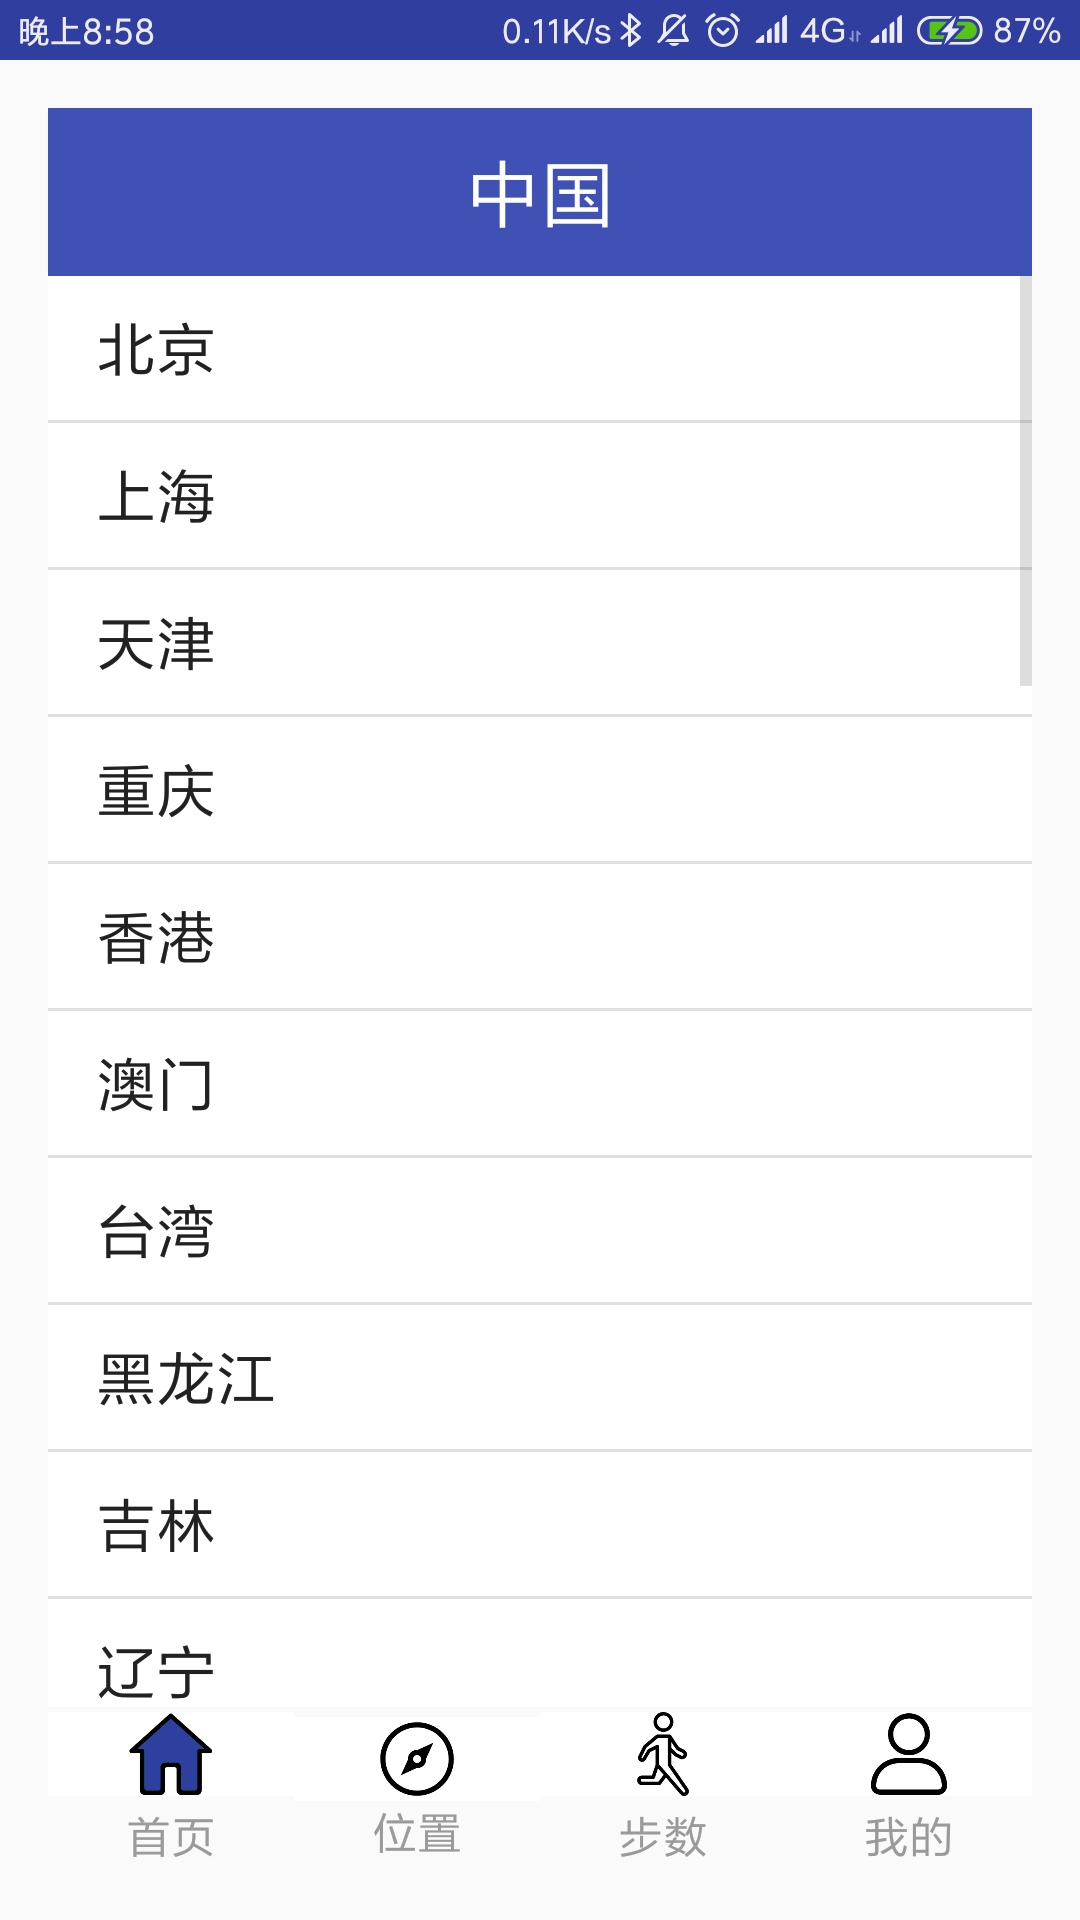 晚上8:58 0.11K/s 4G 87%
中国
北京
上海
天津
重庆
香港
澳门
台湾
黑龙江
吉林
辽宁
首页 位置 步数 我的